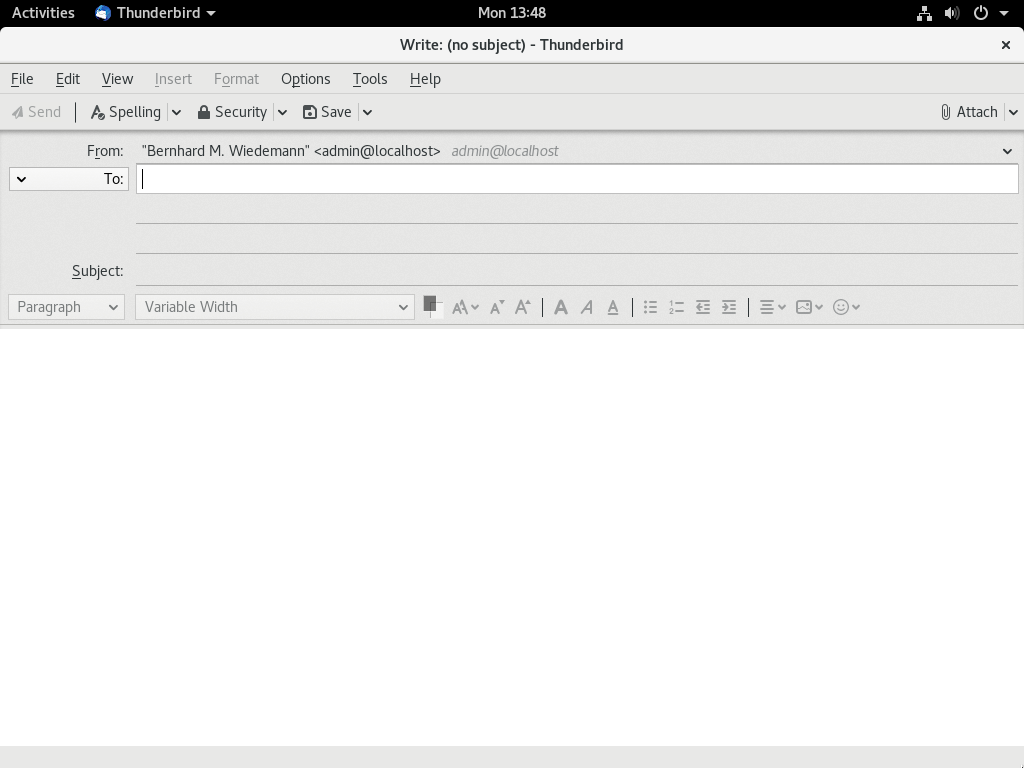 Activities Thunderbird Mon 13:48
Write: (no subject) - Thunderbird
File Edit View Insert Format Options Tools Help
Send Spelling Security Save Attach
From: "Bernhard M. Wiedemann" <admin@localhost> admin@localhost
To:
Subject:
Paragraph Variable Width